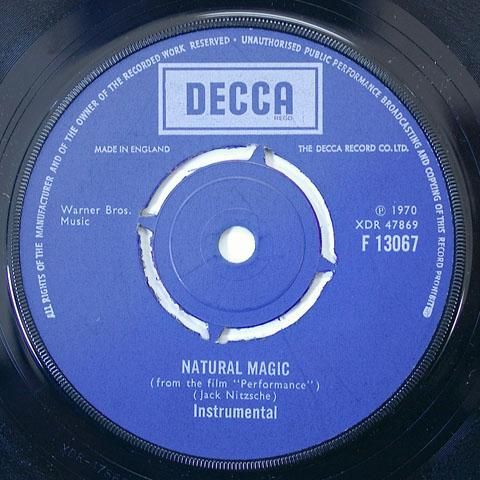 ALL RIGHTS OF THE MANUFACTURER AND OF THE OWNER OF THE RECORDED WORK RESERVED • UNAUTHORISED PUBLIC PERFORMANCE BROADCASTING AND COPYING OF THIS RECORD PROHIBITED
DECCA
REGD.
MADE IN ENGLAND
THE DECCA RECORD CO. LTD.
Warner Bros.
Music
℗ 1970
XDR 47869
F 13067
NATURAL MAGIC
(from the film "Performance")
(Jack Nitzsche)
Instrumental